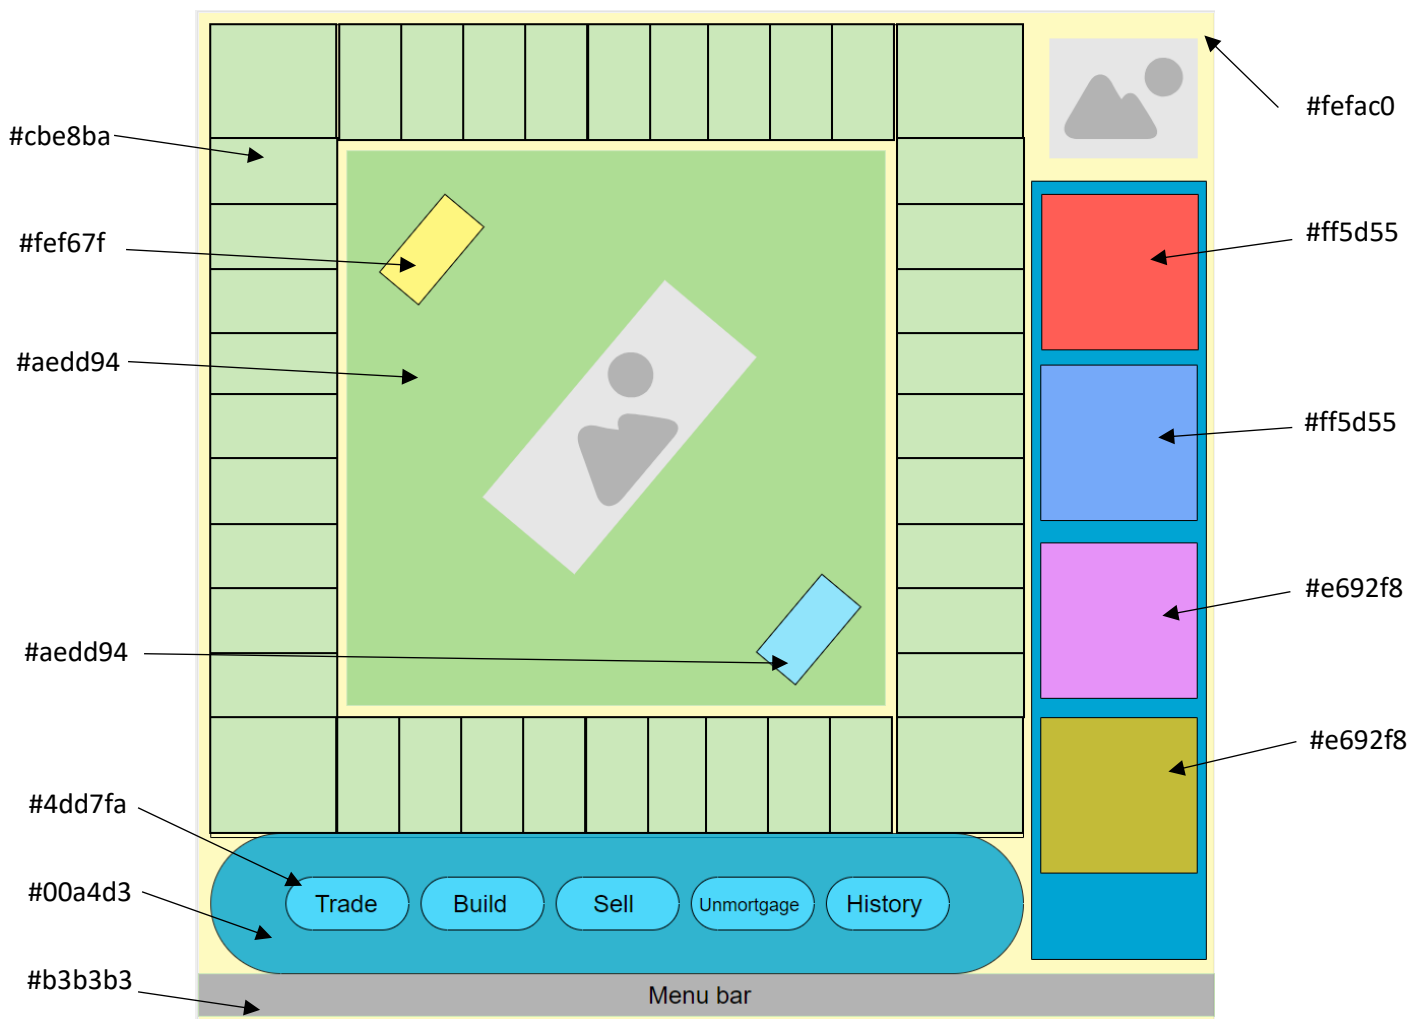 #fefac0
#cbe8ba
#ff5d55
#fef67f
#aedd94
#ff5d55
#e692f8
#aedd94
#e692f8
#4dd7fa
#00a4d3
Trade
Build
Sell
Unmortgage
History
#b3b3b3
Menu bar